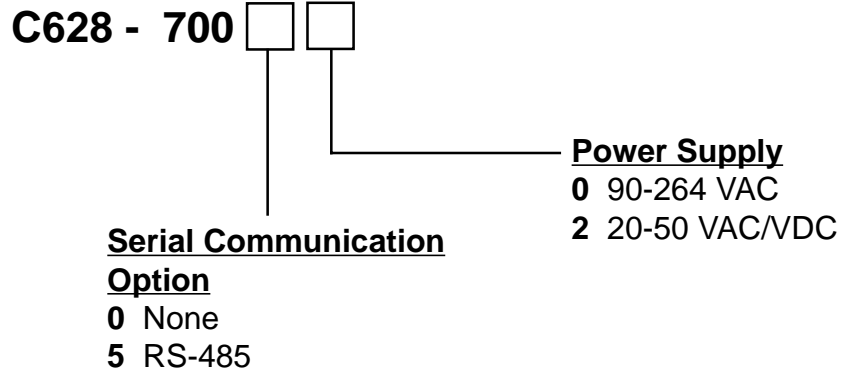 C628 - 700
Power Supply
0 90-264 VAC
2 20-50 VAC/VDC
Serial Communication
Option
0 None
5 RS-485